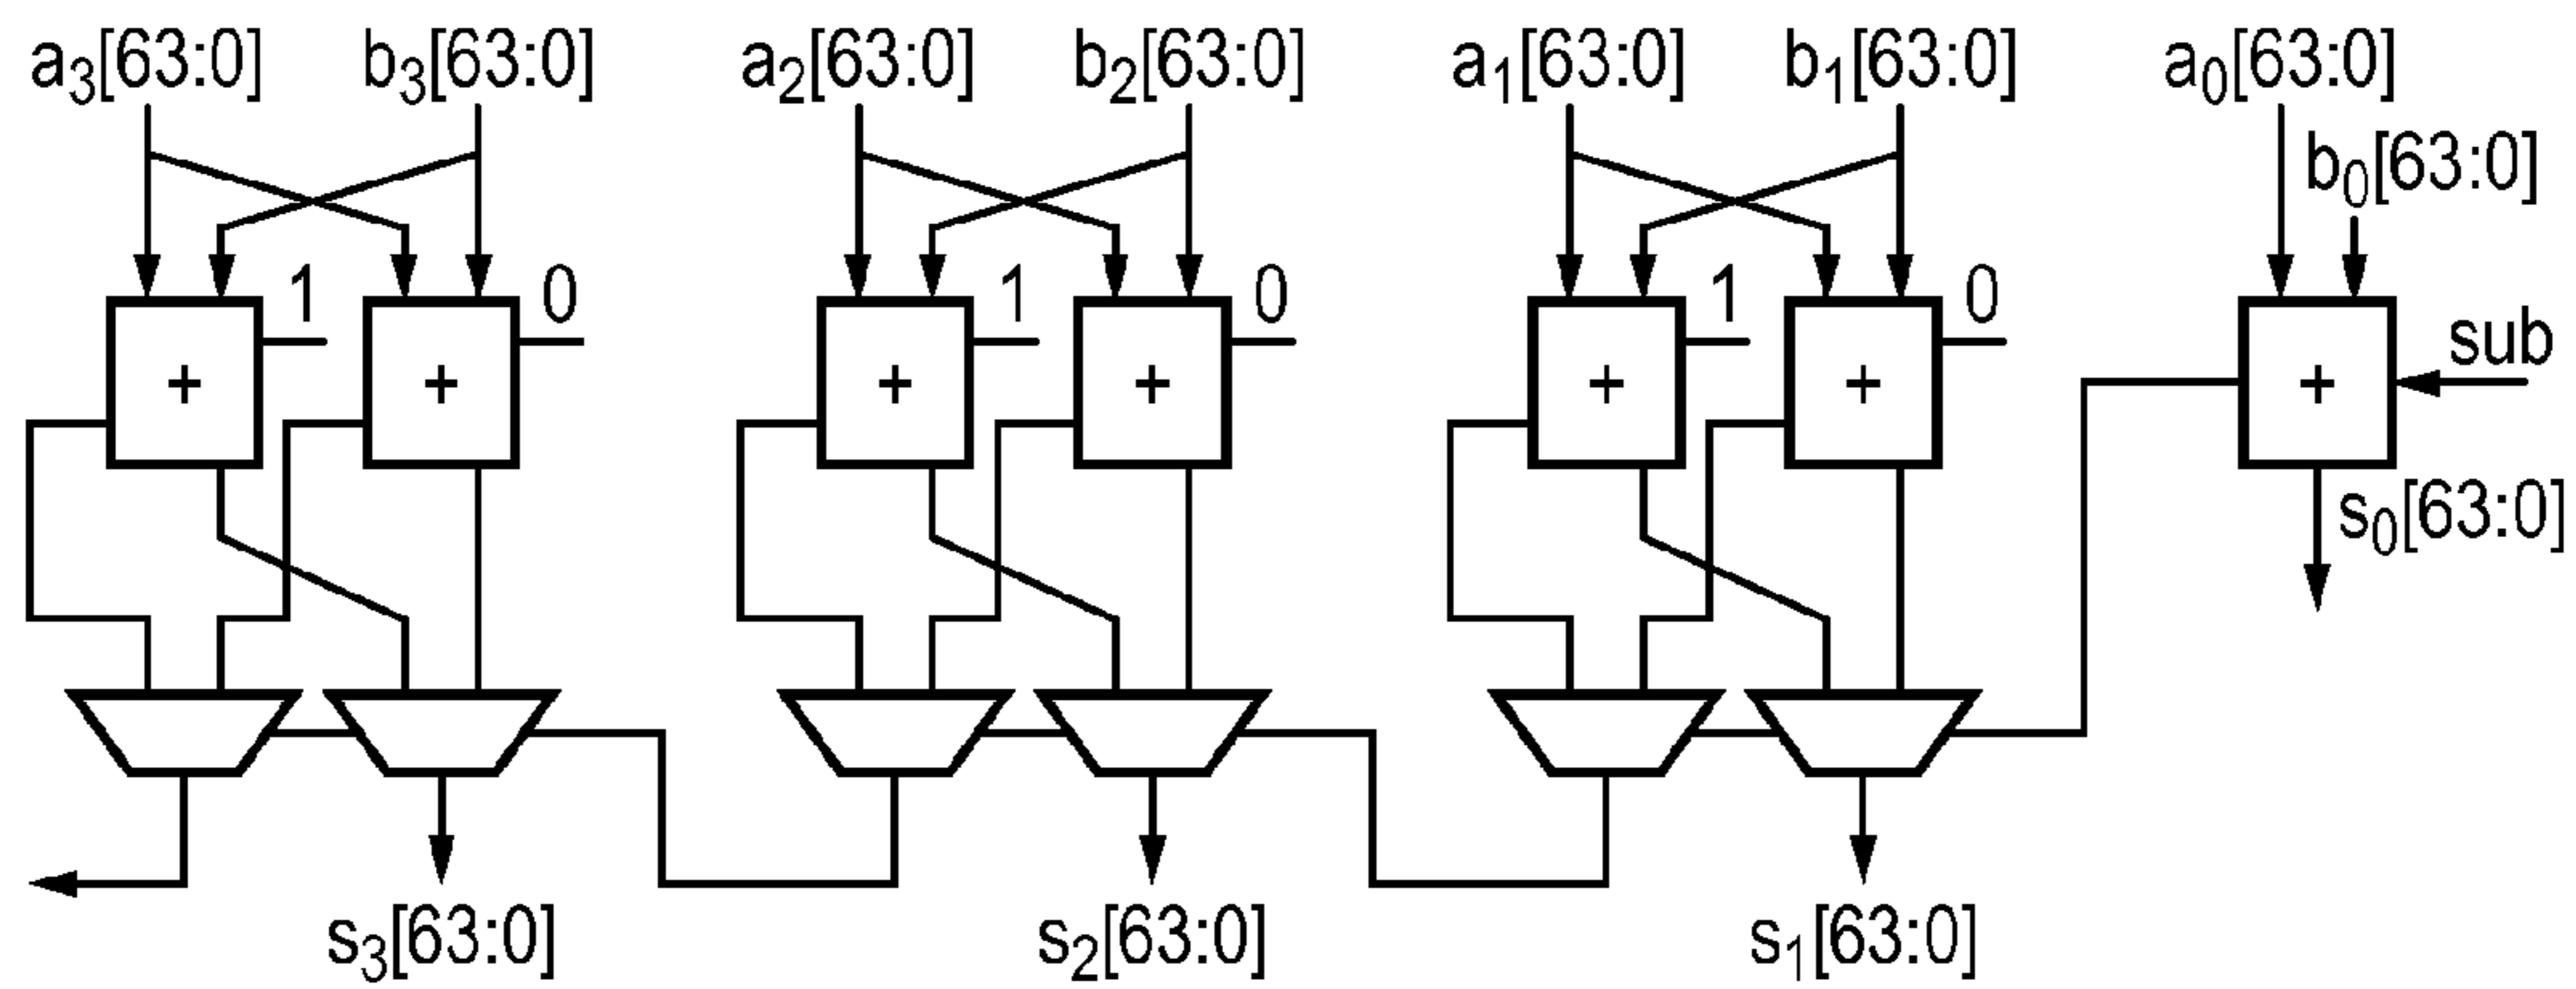 a₃[63:0] b₃[63:0] a₂[63:0] b₂[63:0] a₁[63:0] b₁[63:0] a₀[63:0]
b₀[63:0]
1 0 1 0 1 0
sub
+ + + + + + +
s₀[63:0]
s₃[63:0] s₂[63:0] s₁[63:0]